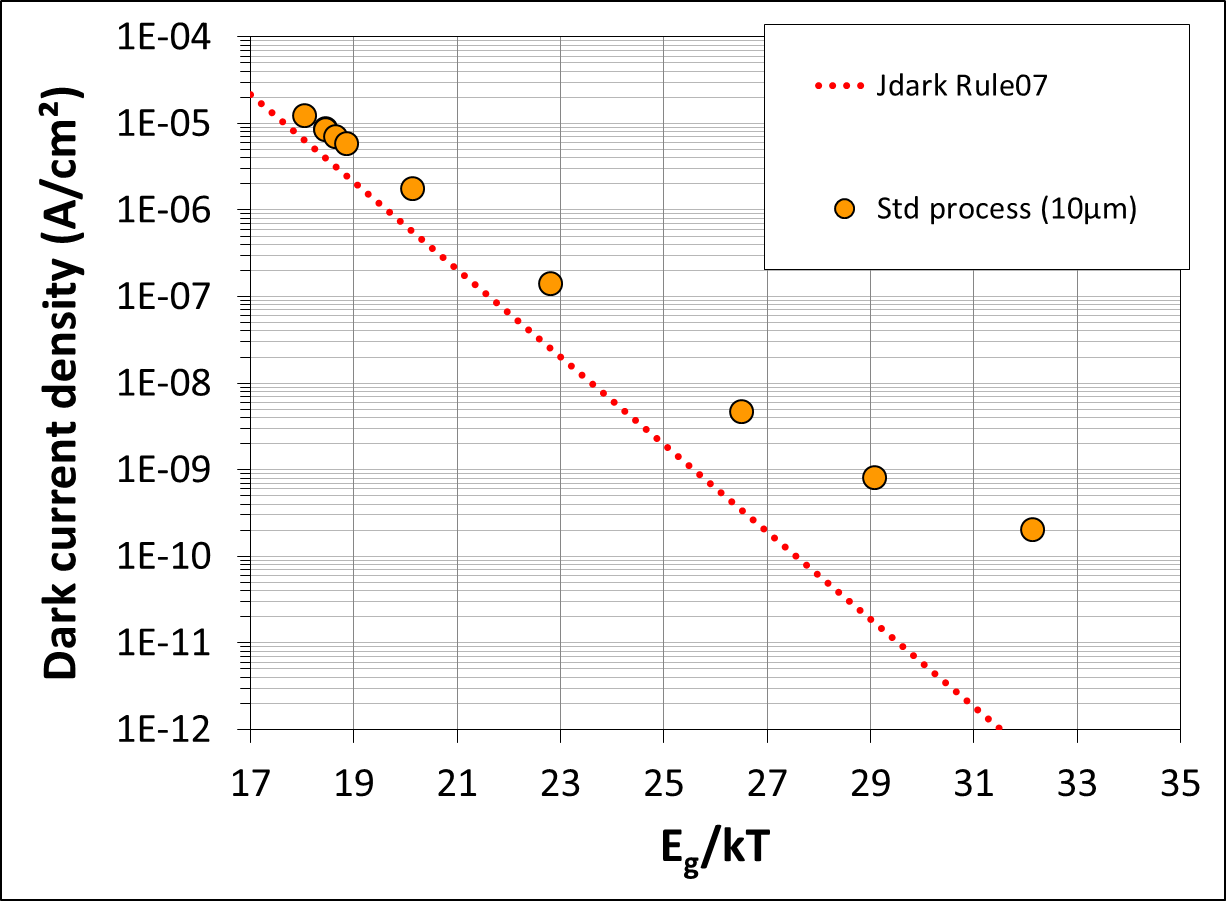 1E-04
1E-05
1E-06
1E-07
1E-08
1E-09
1E-10
1E-11
1E-12
Dark current density (A/cm²)
17 19 21 23 25 27 29 31 33 35
Eg/kT
Jdark Rule07
Std process (10µm)